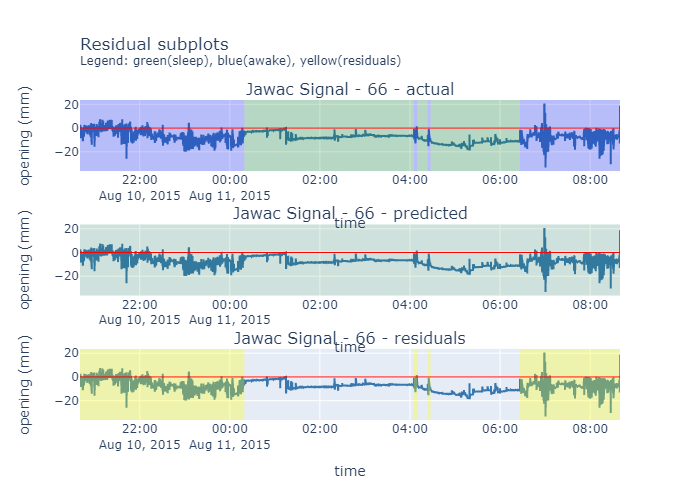 Residual subplots
Legend: green(sleep), blue(awake), yellow(residuals)
Jawac Signal - 66 - actual
opening (mm)
20
0
−20
22:00 00:00 02:00 04:00 06:00 08:00
Aug 10, 2015 Aug 11, 2015
Jawac Signal - 66 - predicted
time
opening (mm)
20
0
−20
22:00 00:00 02:00 04:00 06:00 08:00
Aug 10, 2015 Aug 11, 2015
Jawac Signal - 66 - residuals
time
opening (mm)
20
0
−20
22:00 00:00 02:00 04:00 06:00 08:00
Aug 10, 2015 Aug 11, 2015
time